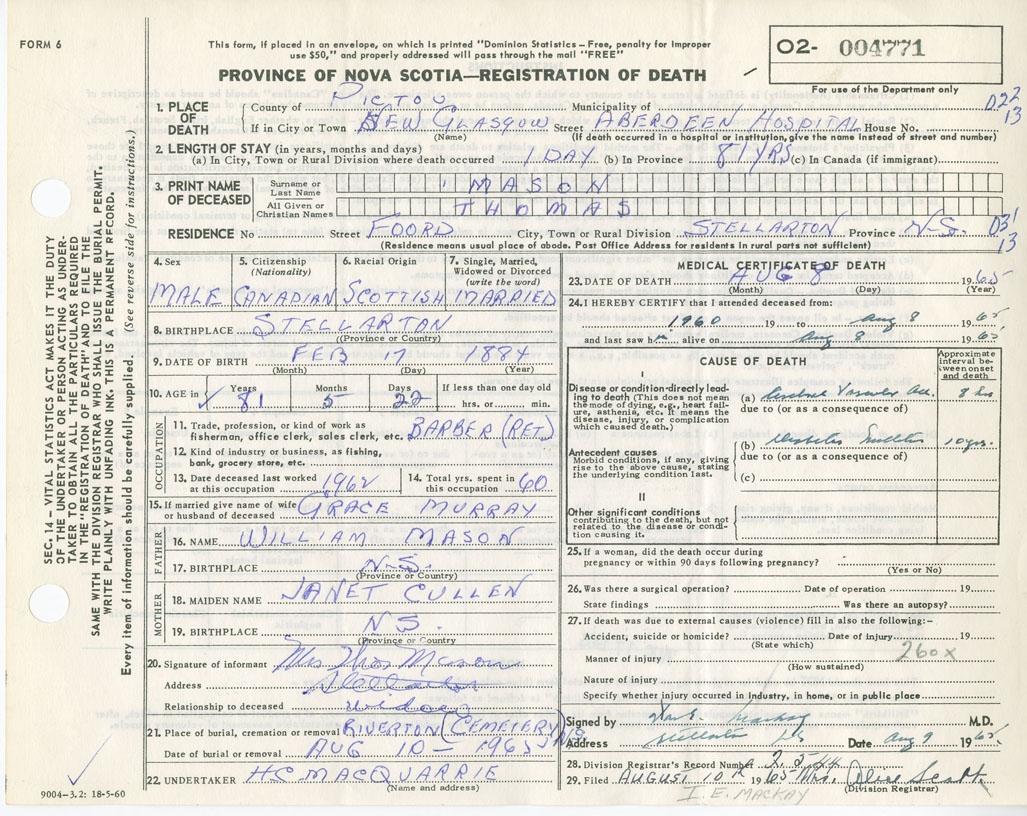 FORM 6
This form, if placed in an envelope, on which is printed "Dominion Statistics – Free, penalty for improper
use $50," and properly addressed will pass through the mail "FREE"
O2- 004771
For use of the Department only
PROVINCE OF NOVA SCOTIA—REGISTRATION OF DEATH
D22
13
1. PLACE OF DEATH
County of PICTOU Municipality of
If in City or Town NEW GLASGOW Street ABERDEEN HOSPITAL House No.
(Name) (If death occurred in a hospital or institution, give the name instead of street and number)
2. LENGTH OF STAY (in years, months and days)
(a) In City, Town or Rural Division where death occurred 1 DAY (b) In Province 81 YRS (c) In Canada (if immigrant)
3. PRINT NAME OF DECEASED
Surname or Last Name MASON
All Given or Christian Names THOMAS
RESIDENCE No Street FOORD City, Town or Rural Division STELLARTON Province N.S.
D31
13
(Residence means usual place of abode. Post Office Address for residents in rural parts not sufficient)
4. Sex
MALE
5. Citizenship (Nationality)
CANADIAN
6. Racial Origin
SCOTTISH
7. Single, Married, Widowed or Divorced (write the word)
MARRIED
8. BIRTHPLACE STELLARTON
(Province or Country)
9. DATE OF BIRTH FEB 17 1884
(Month) (Day) (Year)
10. AGE in Years 81 Months 5 Days 22 If less than one day old
hrs. or min.
OCCUPATION
11. Trade, profession, or kind of work as
fisherman, office clerk, sales clerk, etc. BARBER (RET.)
12. Kind of industry or business, as fishing,
bank, grocery store, etc.
13. Date deceased last worked
at this occupation 1962
14. Total yrs. spent in
this occupation 60
15. If married give name of wife
or husband of deceased GRACE MURRAY
FATHER
16. NAME WILLIAM MASON
17. BIRTHPLACE N.S.
(Province or Country)
MOTHER
18. MAIDEN NAME JANET CULLEN
19. BIRTHPLACE N.S.
(Province or Country)
20. Signature of informant Mrs Thos Mason
Address Stellarton
Relationship to deceased widow
21. Place of burial, cremation or removal RIVERTON (CEMETERY) N.S.
Date of burial or removal AUG 10 – 1965
22. UNDERTAKER H.C. MACQUARRIE
(Name and address)
MEDICAL CERTIFICATE OF DEATH
23. DATE OF DEATH AUG 8 1965
(Month) (Day) (Year)
24. I HEREBY CERTIFY that I attended deceased from:
1960 19 to Aug 8 1965
and last saw him alive on Aug 8 1965
CAUSE OF DEATH
Approximate interval between onset and death
I
Disease or condition directly leading to death (This does not
mean the mode of dying, e.g., heart failure, asthenia, etc. It means the
disease, injury, or complication
which caused death.)
(a) Cerebral Vascular Acc. 8 hrs
due to (or as a consequence of)
Antecedent causes
Morbid conditions, if any, giving
rise to the above cause, stating
the underlying condition last.
(b) Diabetes Mellitus 10 yrs.
due to (or as a consequence of)
(c)
II
Other significant conditions
contributing to the death, but not
related to the disease or condition causing it.
25. If a woman, did the death occur during
pregnancy or within 90 days following pregnancy?
(Yes or No)
26. Was there a surgical operation? Date of operation 19
State findings Was there an autopsy?
27. If death was due to external causes (violence) fill in also the following:–
Accident, suicide or homicide? Date of injury 19
(State which)
Manner of injury 260x
(How sustained)
Nature of injury
Specify whether injury occurred in industry, in home, or in public place
Signed by M.D.
Address Stellarton Date Aug 9 1965
28. Division Registrar's Record Number
29. Filed AUGUST 10th 1965 Mrs. Scott
(Division Registrar)
I. E. MACKAY
SEC. 14 – VITAL STATISTICS ACT MAKES IT THE DUTY
OF THE UNDERTAKER OR PERSON ACTING AS UNDER-
TAKER TO OBTAIN ALL THE PARTICULARS REQUIRED
IN THE "REGISTRATION OF DEATH" AND FILE THE
SAME WITH THE DIVISION REGISTRAR WHO SHALL ISSUE THE BURIAL PERMIT.
WRITE PLAINLY WITH UNFADING INK. THIS IS A PERMANENT RECORD.
Every item of information should be carefully supplied. (See reverse side for instructions.)
9004–3.2: 18-5-60